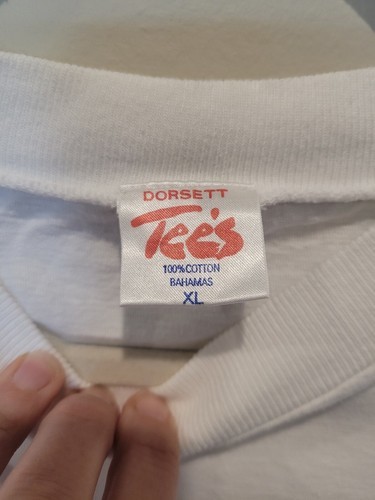 DORSETT
Tee's
100% COTTON
BAHAMAS
XL